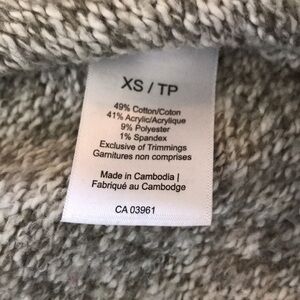 XS / TP
49% Cotton/Coton
41% Acrylic/Acrylique
9% Polyester
1% Spandex
Exclusive of Trimmings
Garnitures non comprises
Made in Cambodia |
Fabriqué au Cambodge
CA 03961